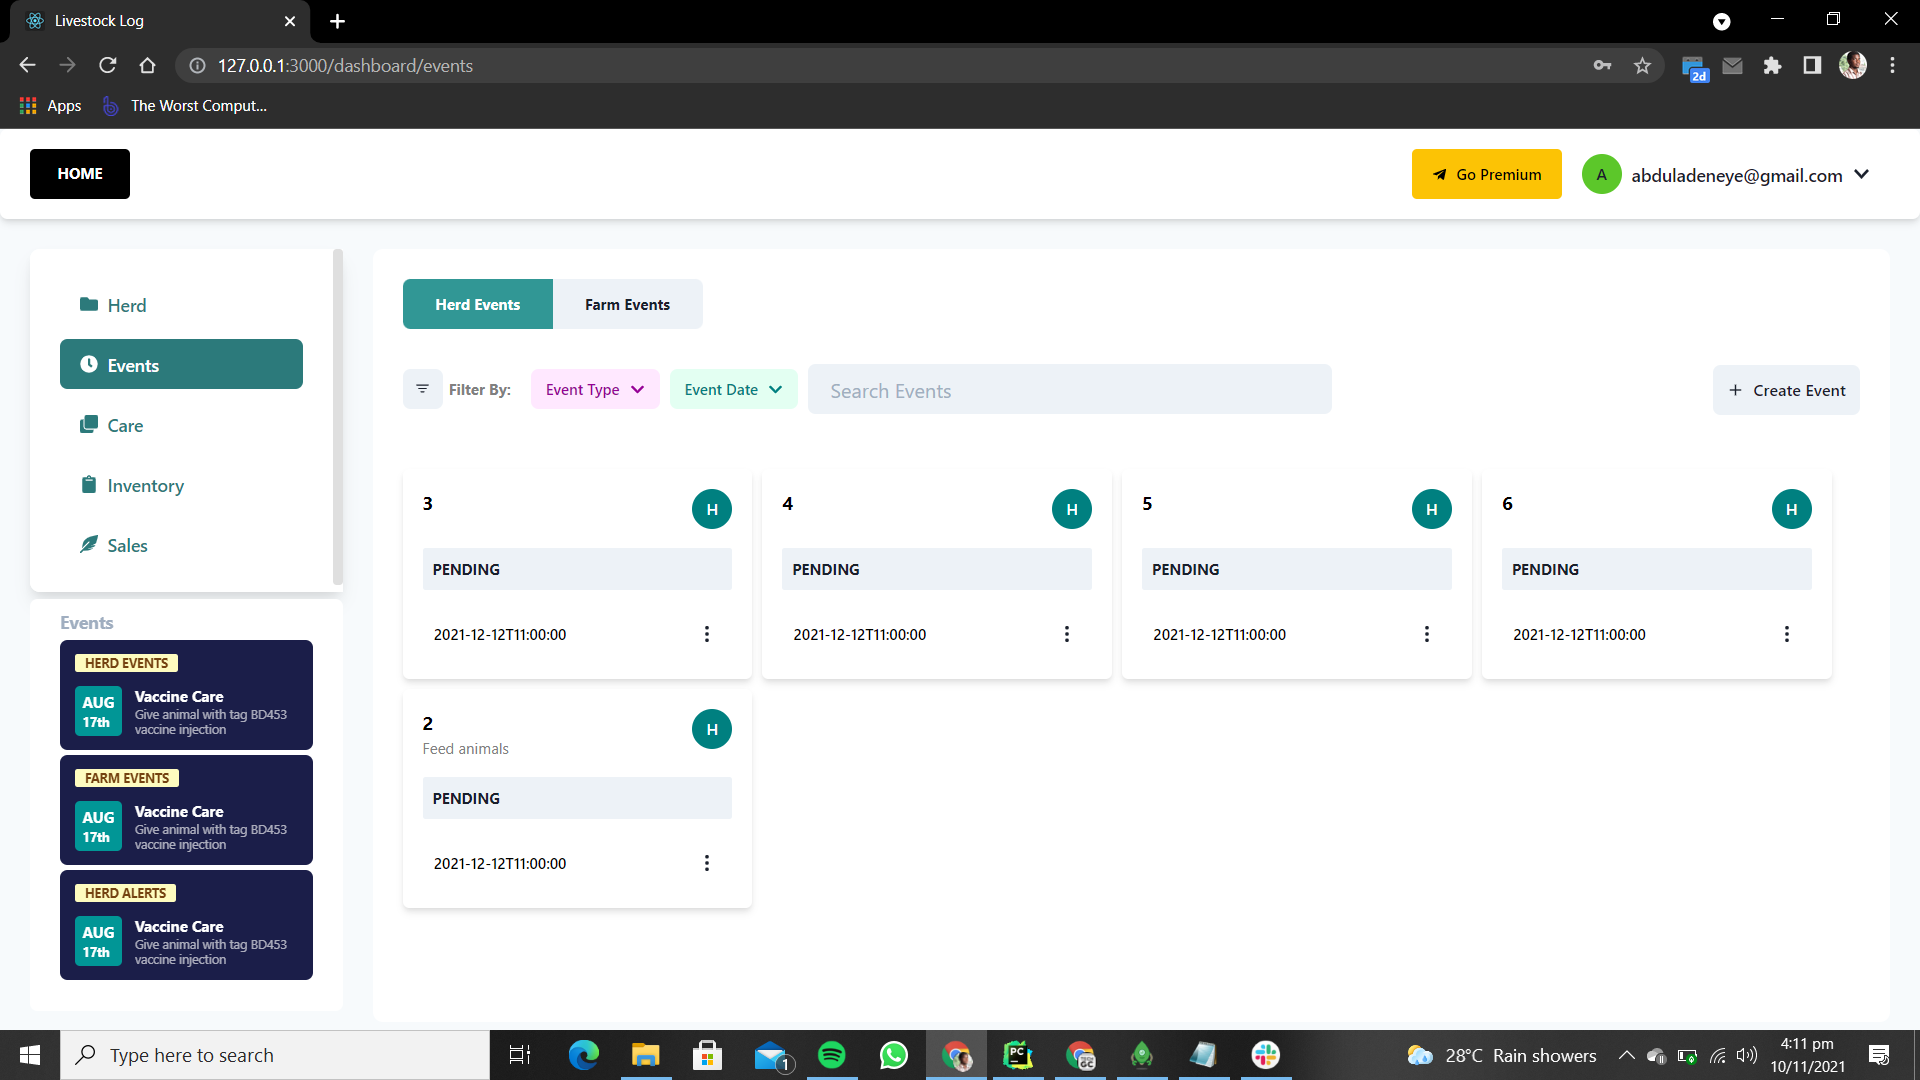 Livestock Log
127.0.0.1:3000/dashboard/events
2d
Apps
The Worst Comput...
HOME
Go Premium
A
abduladeneye@gmail.com
Herd
Events
Care
Inventory
Sales
Events
HERD EVENTS
AUG
17th
Vaccine Care
Give animal with tag BD453
vaccine injection
FARM EVENTS
AUG
17th
Vaccine Care
Give animal with tag BD453
vaccine injection
HERD ALERTS
AUG
17th
Vaccine Care
Give animal with tag BD453
vaccine injection
Herd Events
Farm Events
Filter By:
Event Type
Event Date
Search Events
+ Create Event
3
H
PENDING
2021-12-12T11:00:00
4
H
PENDING
2021-12-12T11:00:00
5
H
PENDING
2021-12-12T11:00:00
6
H
PENDING
2021-12-12T11:00:00
2
H
Feed animals
PENDING
2021-12-12T11:00:00
Type here to search
1
PC
GC
28°C Rain showers
4:11 pm
10/11/2021